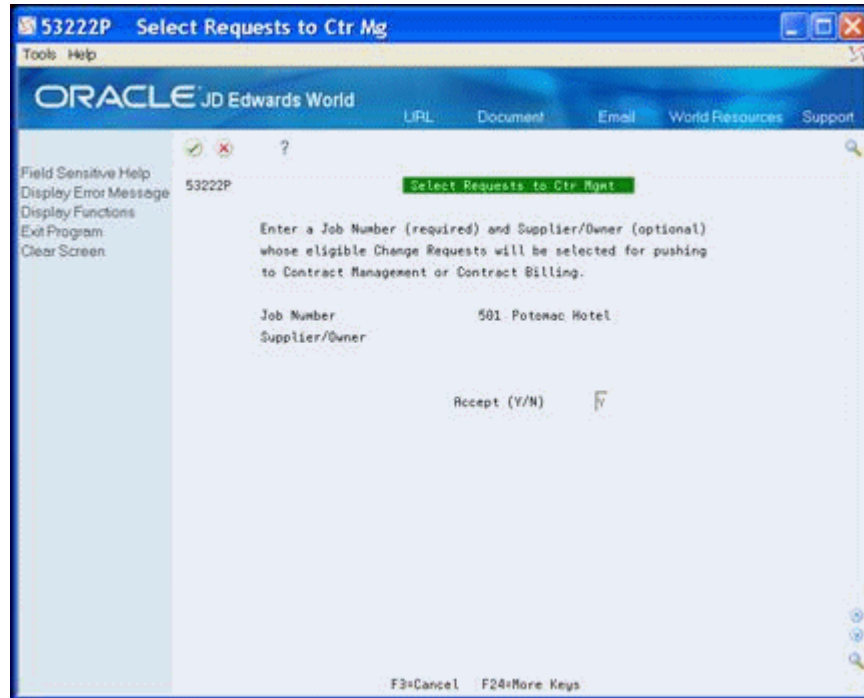 53222P Select Requests to Ctr Mg
Tools Help
ORACLE JD Edwards World
URL Document Email World Resources Support
?
Field Sensitive Help
Display Error Message
Display Functions
Exit Program
Clear Screen
53222P Select Requests to Ctr Mgmt
Enter a Job Number (required) and Supplier/Owner (optional)
whose eligible Change Requests will be selected for pushing
to Contract Management or Contract Billing.
Job Number 501 Potomac Hotel
Supplier/Owner
Accept (Y/N) Y
F3=Cancel F24=More Keys